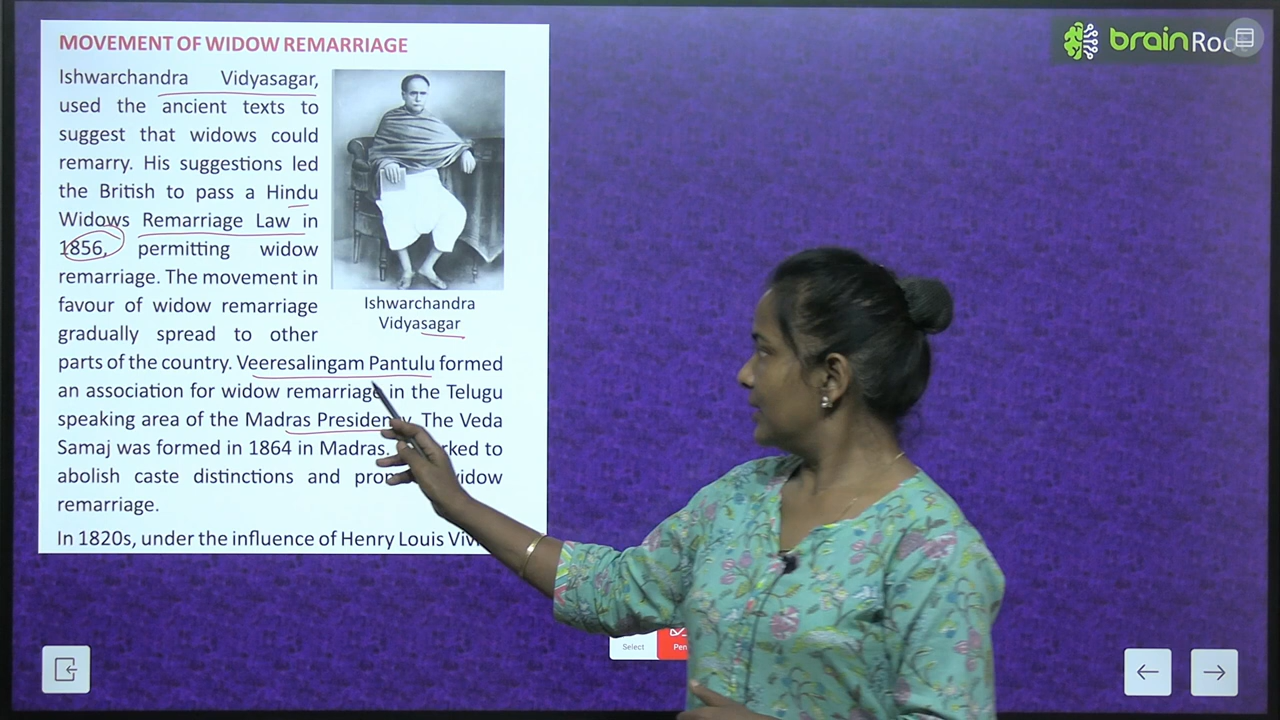 MOVEMENT OF WIDOW REMARRIAGE
Ishwarchandra Vidyasagar,
used the ancient texts to
suggest that widows could
remarry. His suggestions led
the British to pass a Hindu
Widows Remarriage Law in
1856, permitting widow
remarriage. The movement in
favour of widow remarriage
gradually spread to other
parts of the country. Veeresalingam Pantulu formed
an association for widow remarriage in the Telugu
speaking area of the Madras Presidency. The Veda
Samaj was formed in 1864 in Madras.
abolish caste distinctions and widow
remarriage.
In 1820s, under the influence of Henry Louis
Ishwarchandra
Vidyasagar
brain
Select
Pen